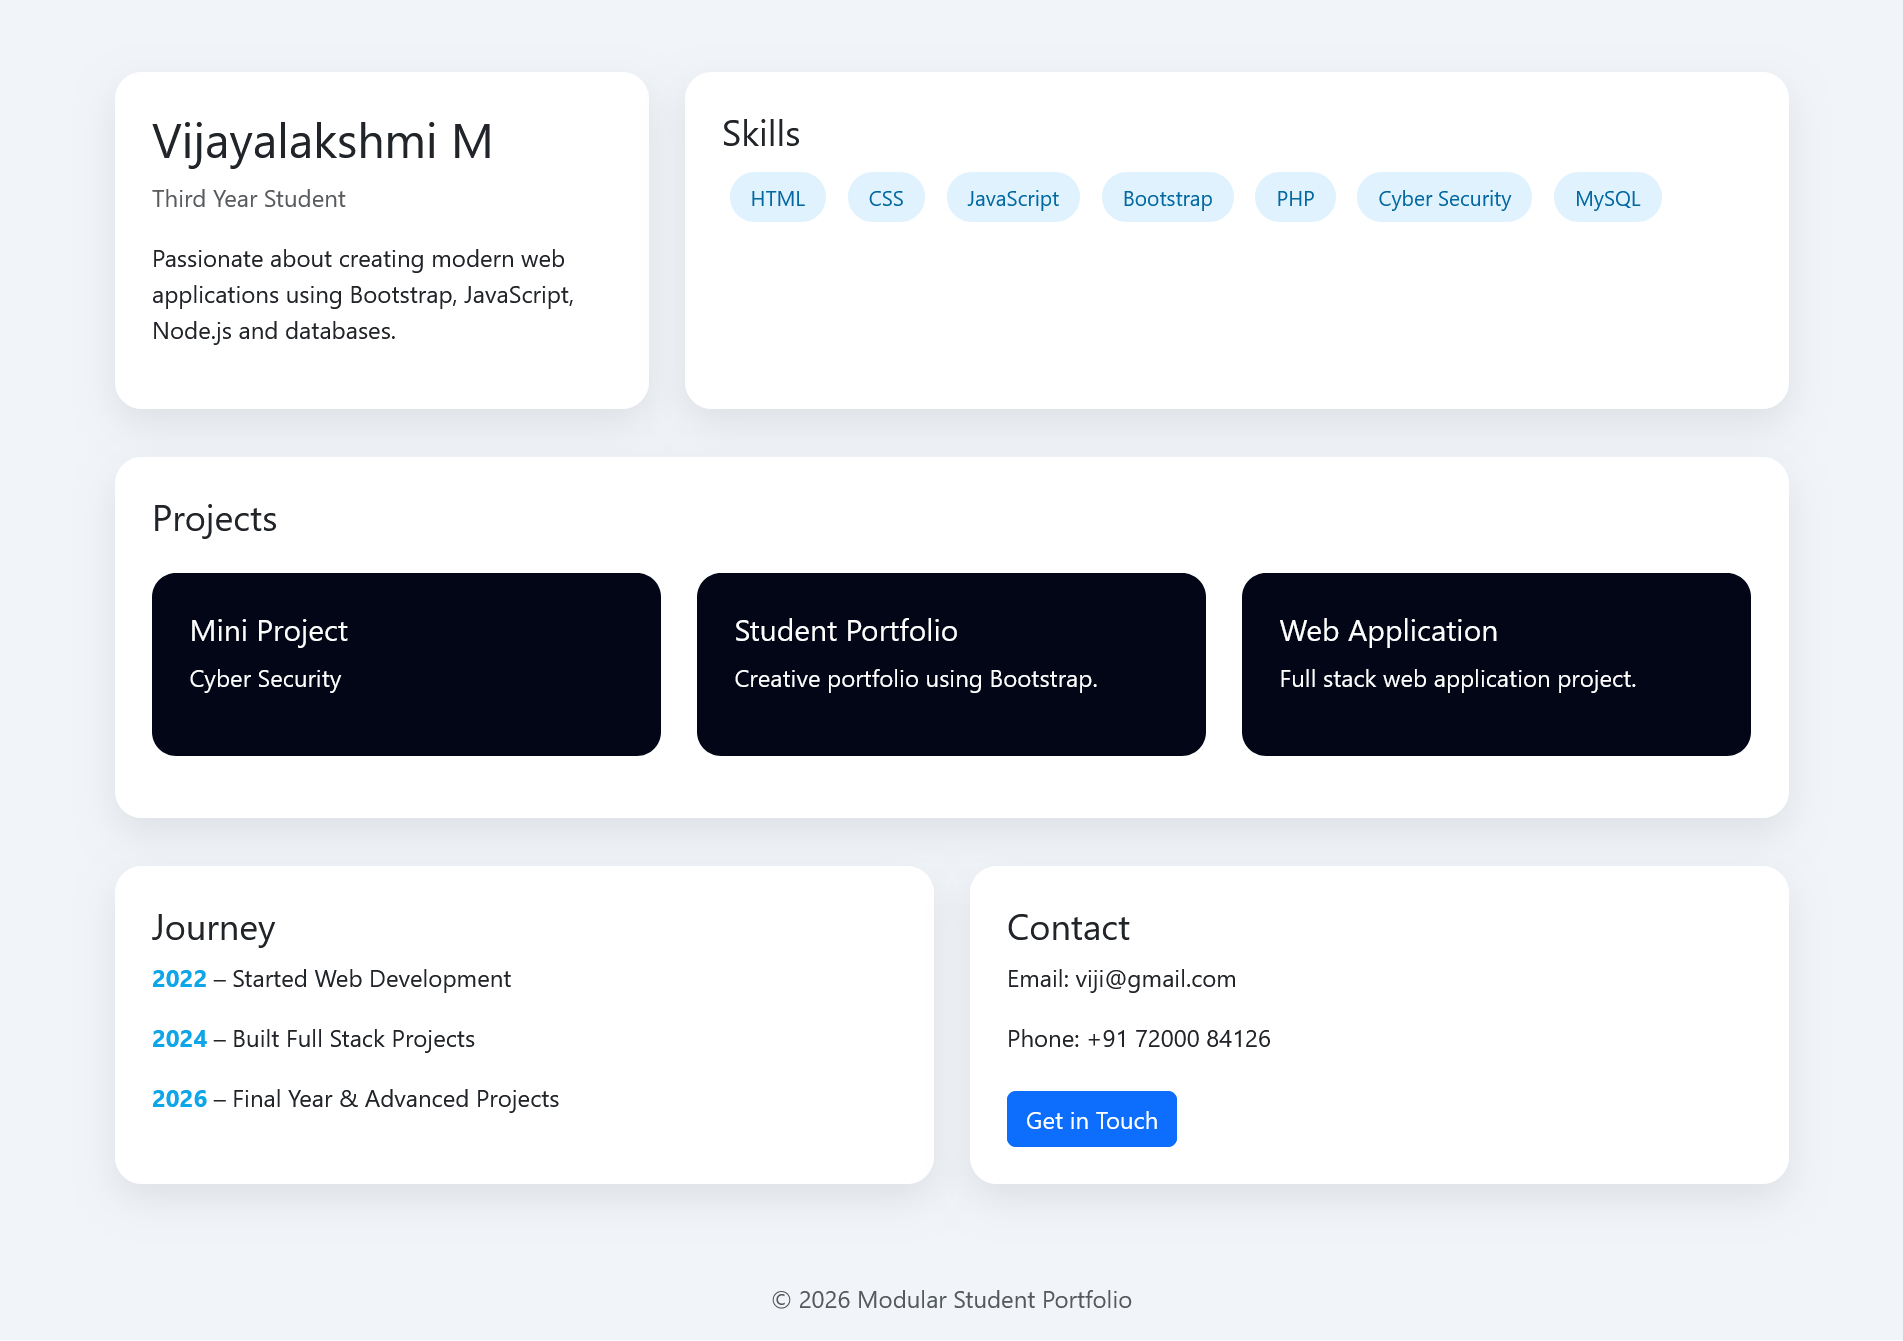 Vijayalakshmi M
Third Year Student
Passionate about creating modern web
applications using Bootstrap, JavaScript,
Node.js and databases.
Skills
HTML
CSS
JavaScript
Bootstrap
PHP
Cyber Security
MySQL
Projects
Mini Project
Cyber Security
Student Portfolio
Creative portfolio using Bootstrap.
Web Application
Full stack web application project.
Journey
2022 – Started Web Development
2024 – Built Full Stack Projects
2026 – Final Year & Advanced Projects
Contact
Email: viji@gmail.com
Phone: +91 72000 84126
Get in Touch
© 2026 Modular Student Portfolio